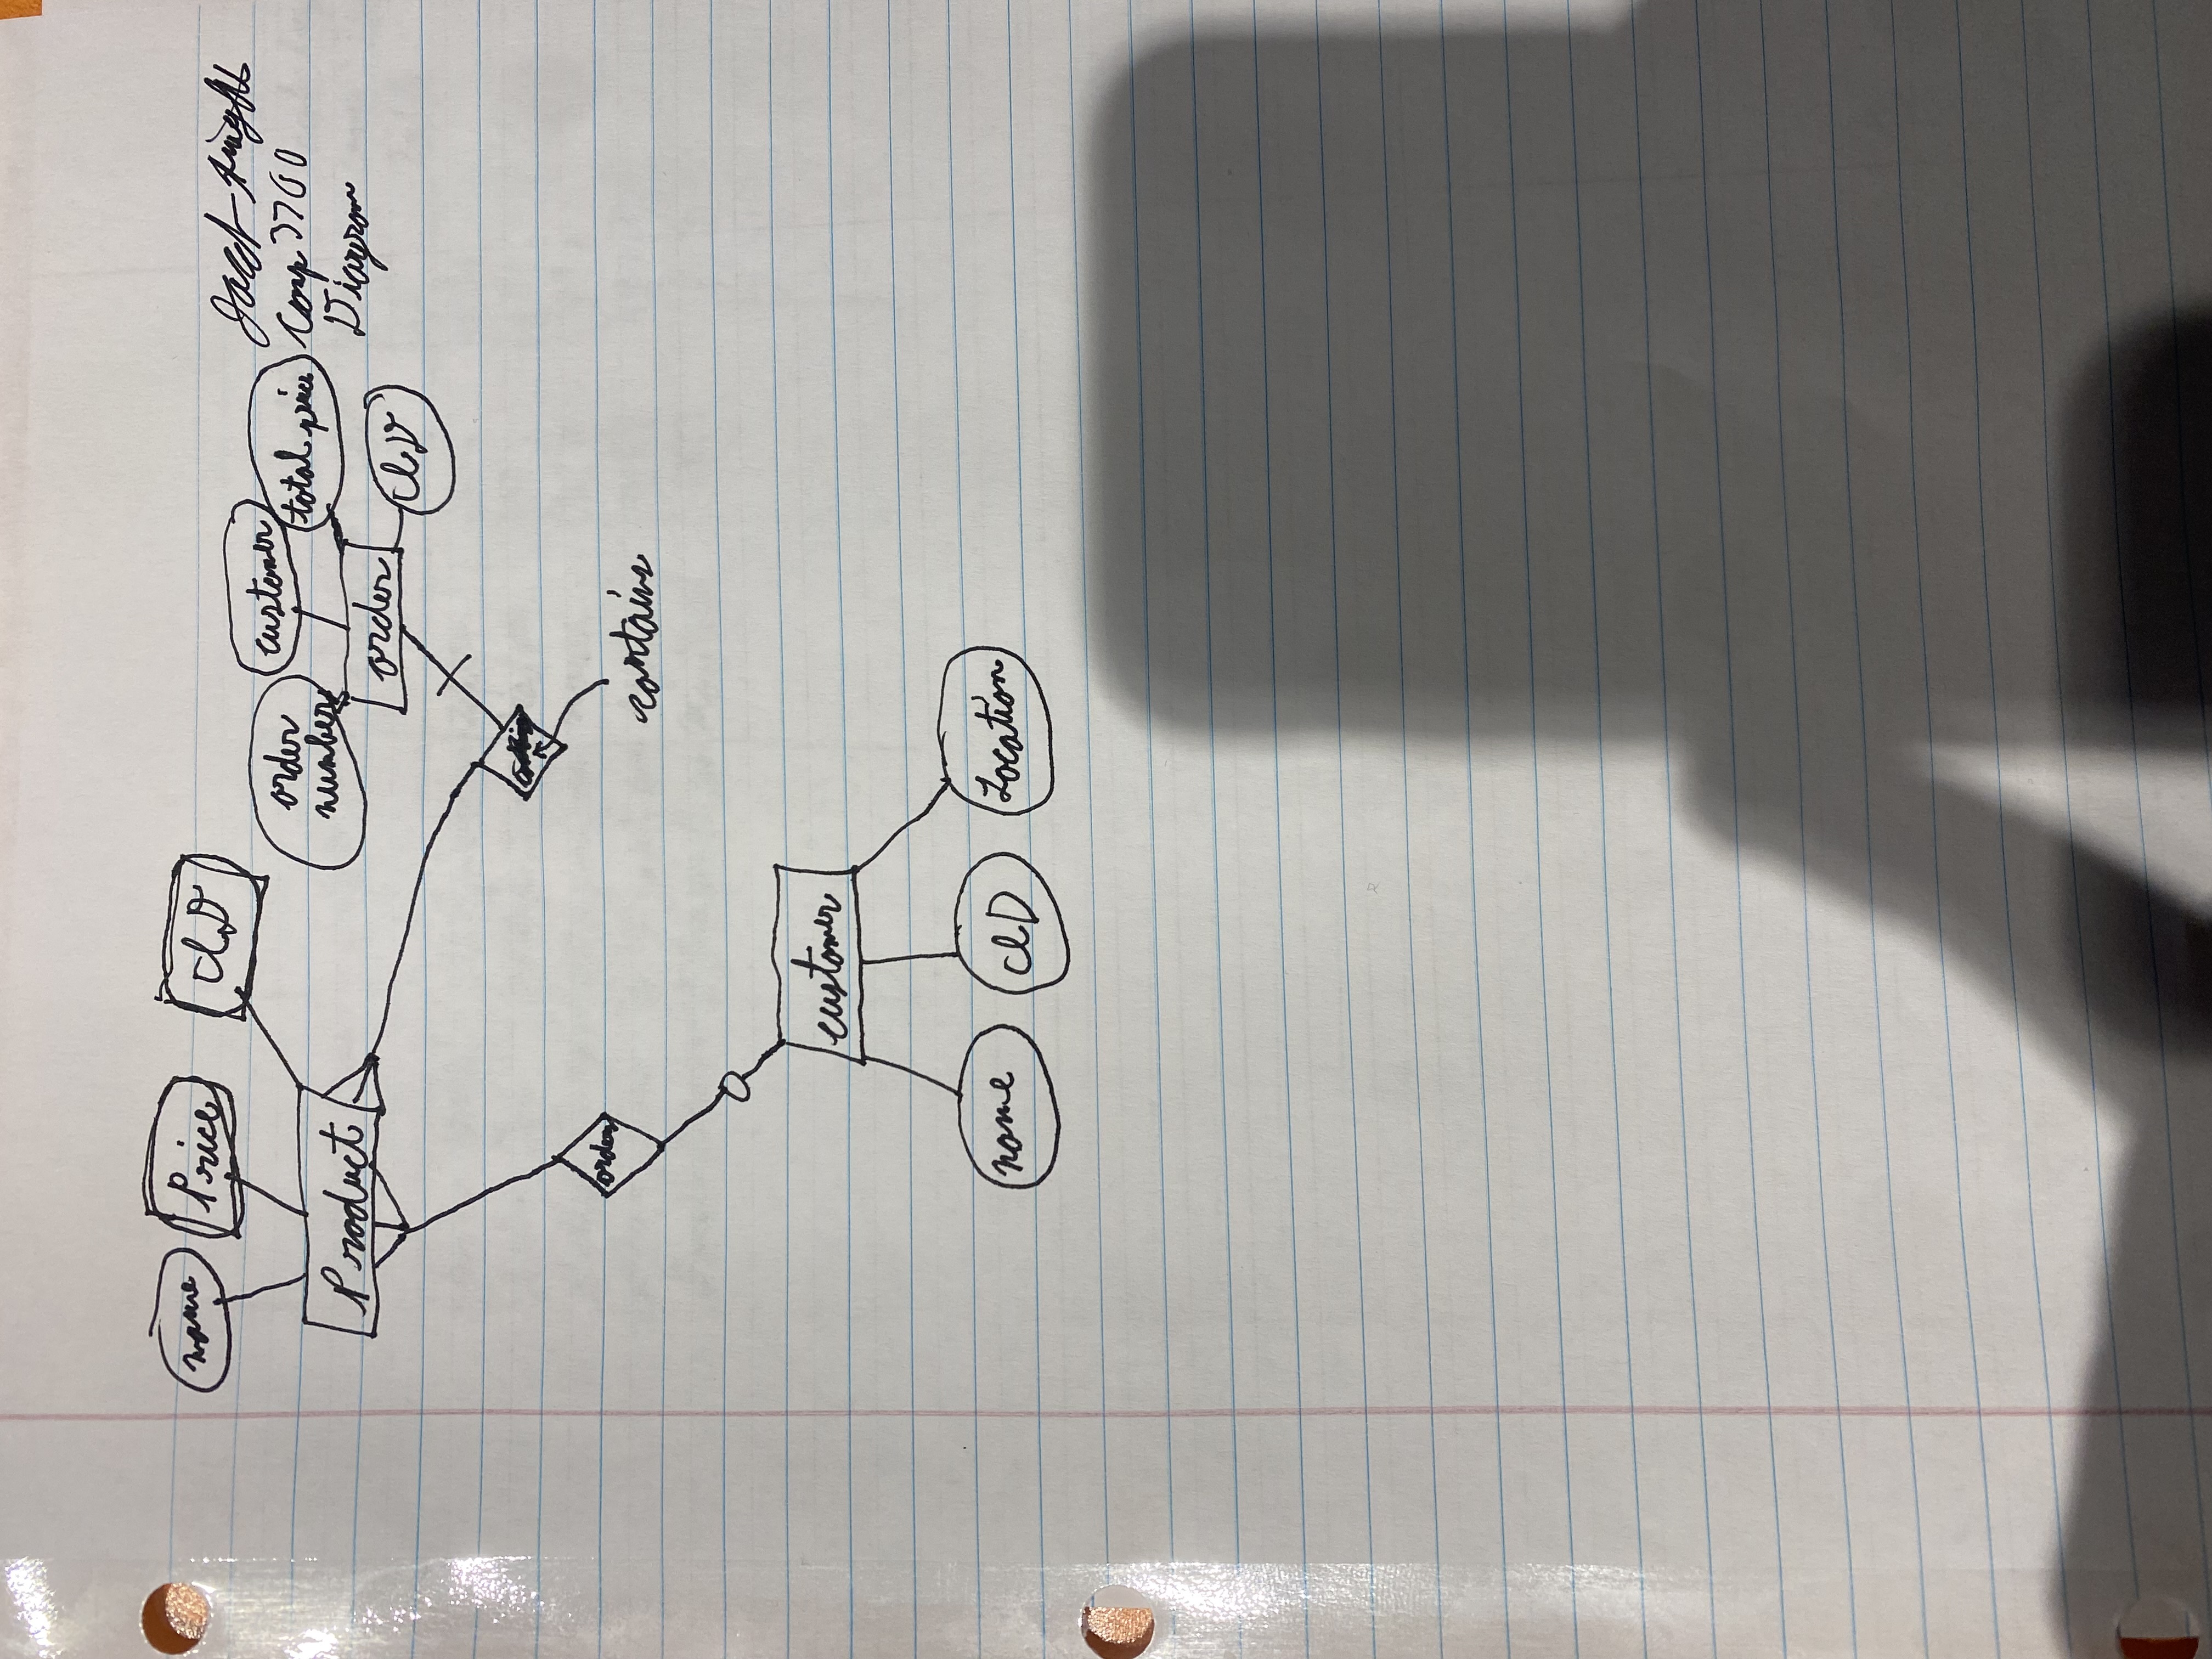 name
Price
ID
Product
order
number
customer
total price
order
ID
Comp 3700
Diagram
orders
contains
customer
name
ID
Location